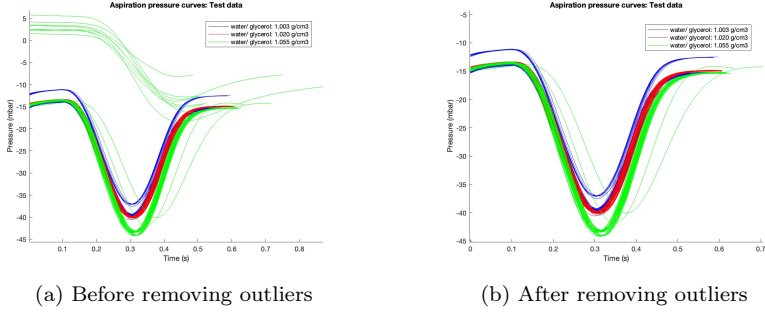 Aspiration pressure curves: Test data
water/ glycerol: 1.003 g/cm3
water/ glycerol: 1.020 g/cm3
water/ glycerol: 1.055 g/cm3
Pressure (mbar)
5
0
-5
-10
-15
-20
-25
-30
-35
-40
-45
0.1
0.2
0.3
0.4
0.5
0.6
0.7
0.8
Time (s)
(a) Before removing outliers
Aspiration pressure curves: Test data
water/ glycerol: 1.003 g/cm3
water/ glycerol: 1.020 g/cm3
water/ glycerol: 1.055 g/cm3
Pressure (mbar)
-5
-10
-15
-20
-25
-30
-35
-40
-45
0
0.1
0.2
0.3
0.4
0.5
0.6
0.7
Time (s)
(b) After removing outliers